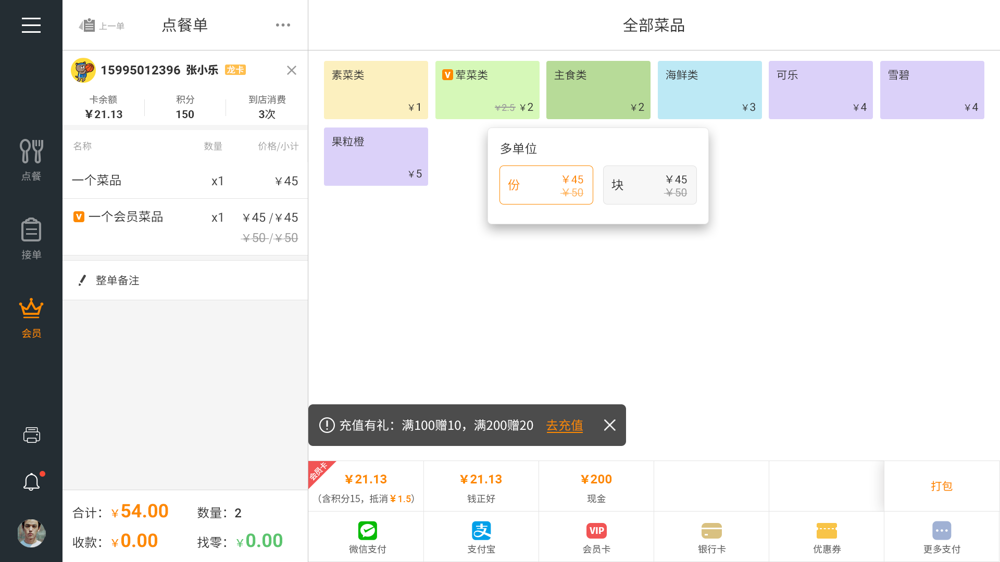 上一单
点餐单
全部菜品
15995012396 张小乐 龙卡
卡余额
¥21.13
积分
150
到店消费
3次
名称 数量 价格/小计
一个菜品 x1 ¥45
V 一个会员菜品 x1 ¥45 /¥45
¥50 /¥50
整单备注
合计：¥54.00 数量：2
收款：¥0.00 找零：¥0.00
点餐
接单
会员
素菜类
¥1
V 荤菜类
¥2.5 ¥2
主食类
¥2
海鲜类
¥3
可乐
¥4
雪碧
¥4
果粒橙
¥5
多单位
份 ¥45
¥50
块 ¥45
¥50
充值有礼：满100赠10，满200赠20 去充值
会员卡
¥21.13
（含积分15，抵消¥1.5）
¥21.13
钱正好
¥200
现金
打包
微信支付
支付宝
VIP
会员卡
银行卡
优惠券
更多支付